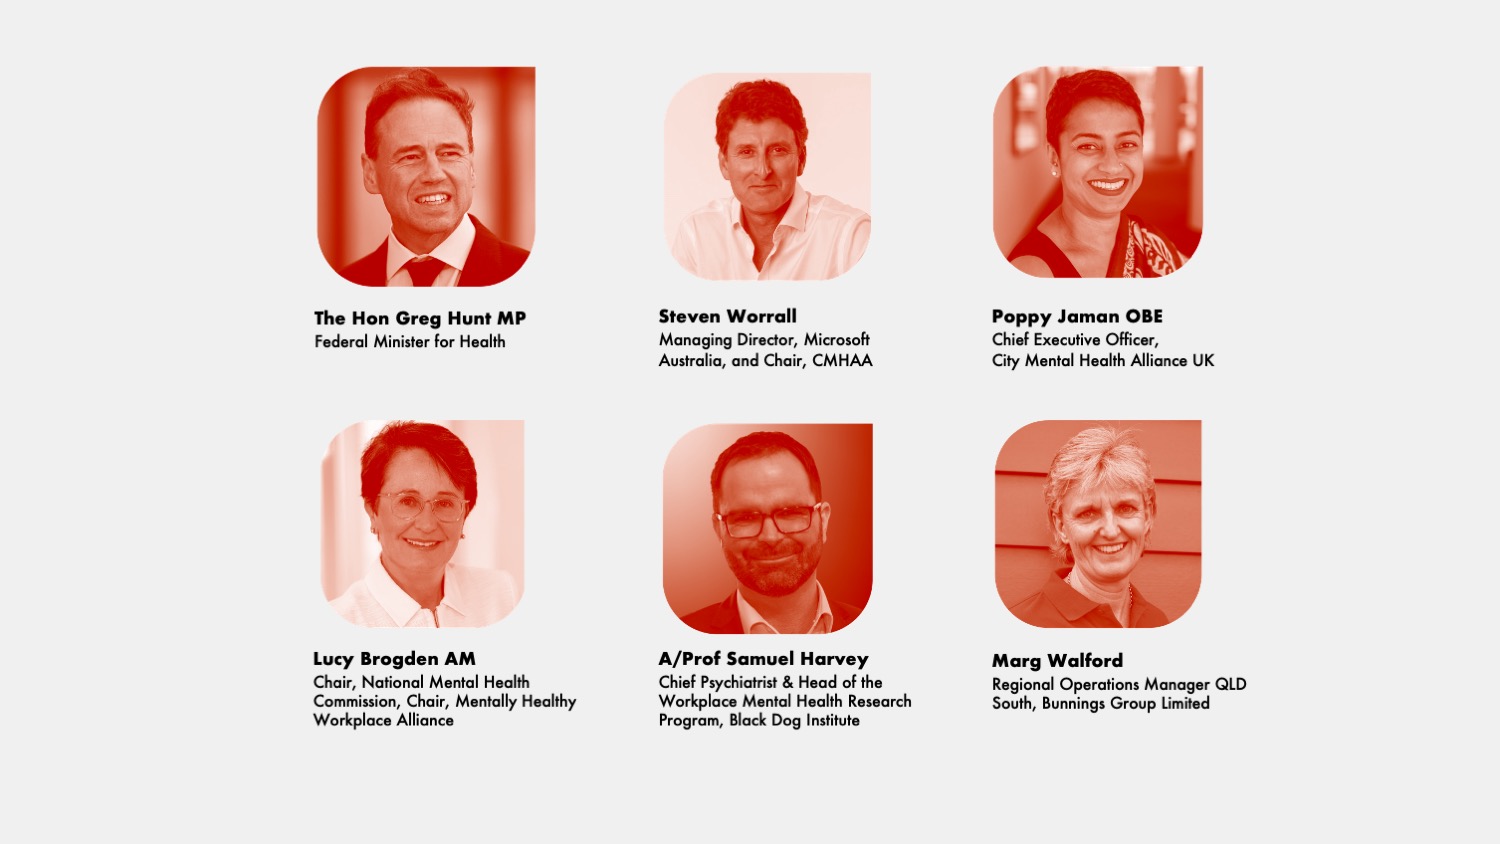 The Hon Greg Hunt MP
Federal Minister for Health
Steven Worrall
Managing Director, Microsoft
Australia, and Chair, CMHAA
Poppy Jaman OBE
Chief Executive Officer,
City Mental Health Alliance UK
Lucy Brogden AM
Chair, National Mental Health
Commission, Chair, Mentally Healthy
Workplace Alliance
A/Prof Samuel Harvey
Chief Psychiatrist & Head of the
Workplace Mental Health Research
Program, Black Dog Institute
Marg Walford
Regional Operations Manager QLD
South, Bunnings Group Limited